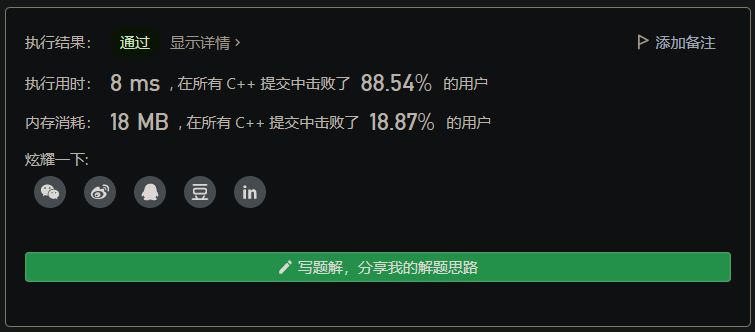 执行结果： 通过 显示详情 › 添加备注
执行用时： 8 ms , 在所有 C++ 提交中击败了 88.54% 的用户
内存消耗： 18 MB , 在所有 C++ 提交中击败了 18.87% 的用户
炫耀一下:
豆 in
写题解，分享我的解题思路